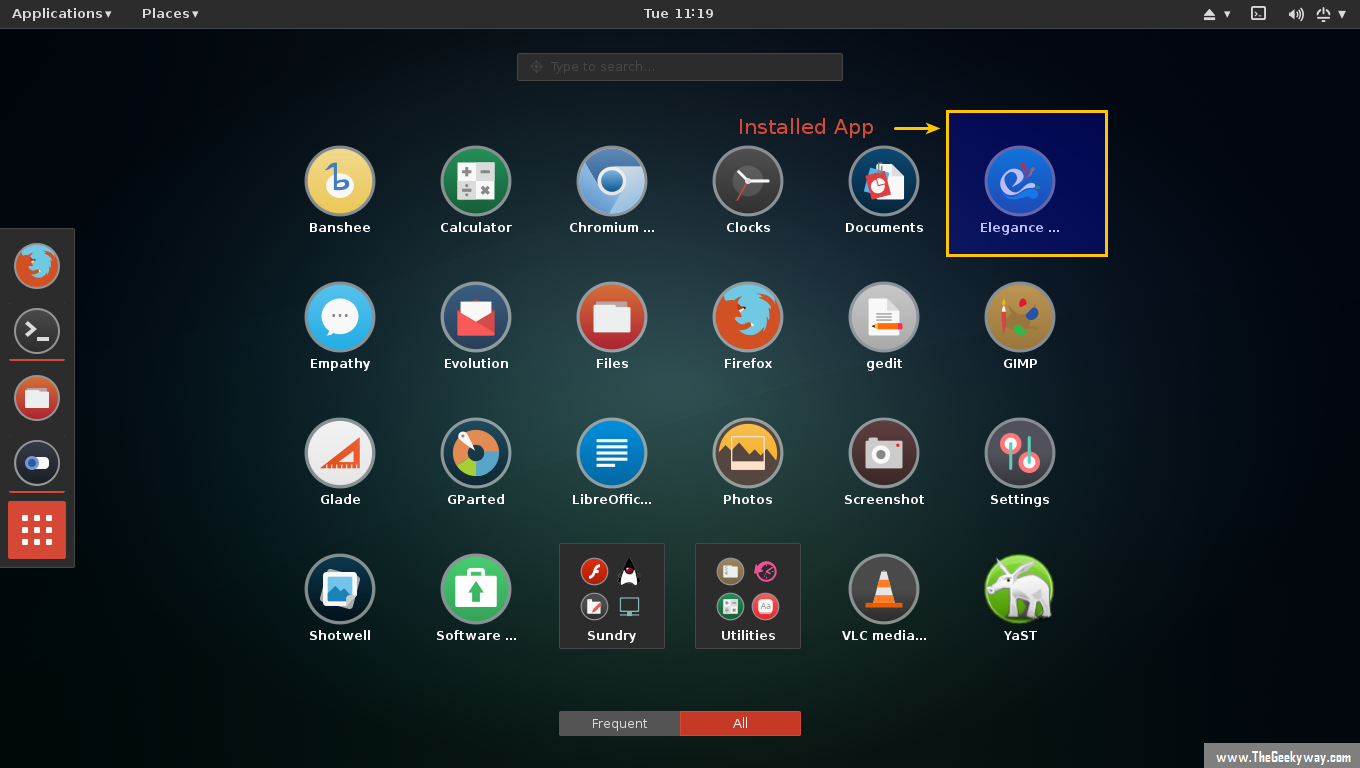 Applications▾ Places▾ Tue 11:19
Type to search...
Installed App
Banshee Calculator Chromium ... Clocks Documents Elegance ...
Empathy Evolution Files Firefox gedit GIMP
Glade GParted LibreOffic... Photos Screenshot Settings
Aa
Shotwell Software ... Sundry Utilities VLC media... YaST
Frequent All
www.TheGeekyway.com